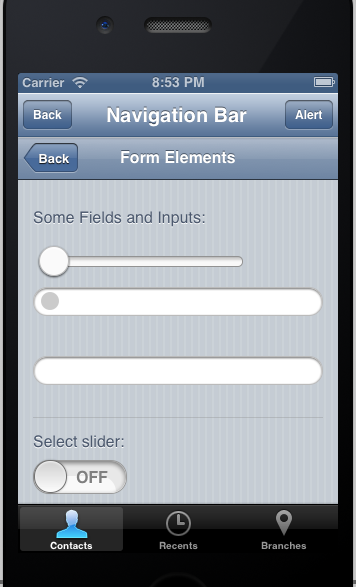 Carrier 8:53 PM
Back Navigation Bar Alert
Back Form Elements
Some Fields and Inputs:
Select slider:
OFF
Contacts Recents Branches